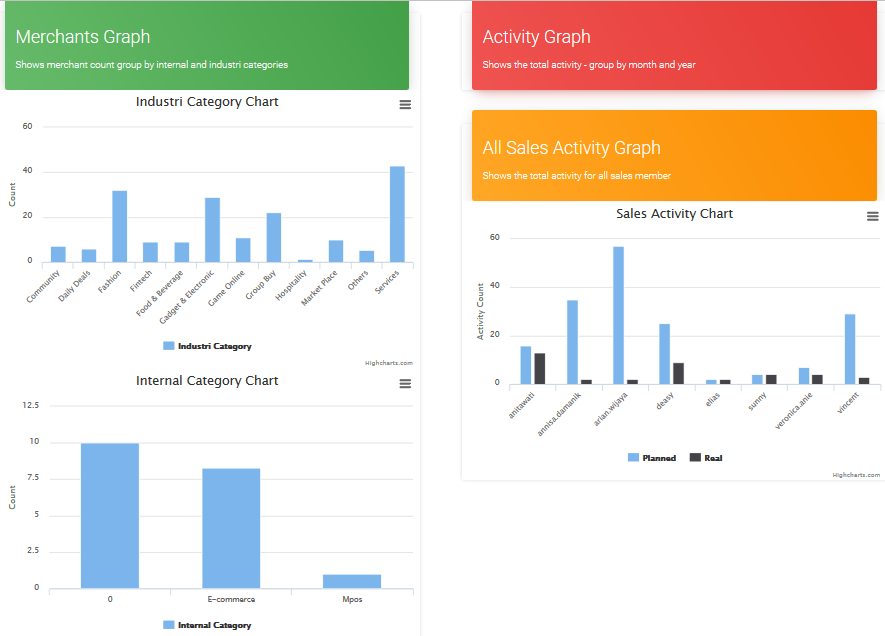 Merchants Graph
Shows merchant count group by internal and industri categories
Industri Category Chart
60
40
20
0
Count
Community
Daily Deals
Fashion
Fintech
Food & Beverage
Gadget & Electronic
Game Online
Group Buy
Hospitality
Market Place
Others
Services
Industri Category
Highcharts.com
Internal Category Chart
12.5
10
7.5
5
2.5
0
Count
0
E-commerce
Mpos
Internal Category
Activity Graph
Shows the total activity - group by month and year
All Sales Activity Graph
Shows the total activity for all sales member
Sales Activity Chart
60
40
20
0
Activity Count
anitawati
annisa.damanik
arlan.wijaya
deasy
elias
sunny
veronica.anie
vincent
Planned
Real
Highcharts.com